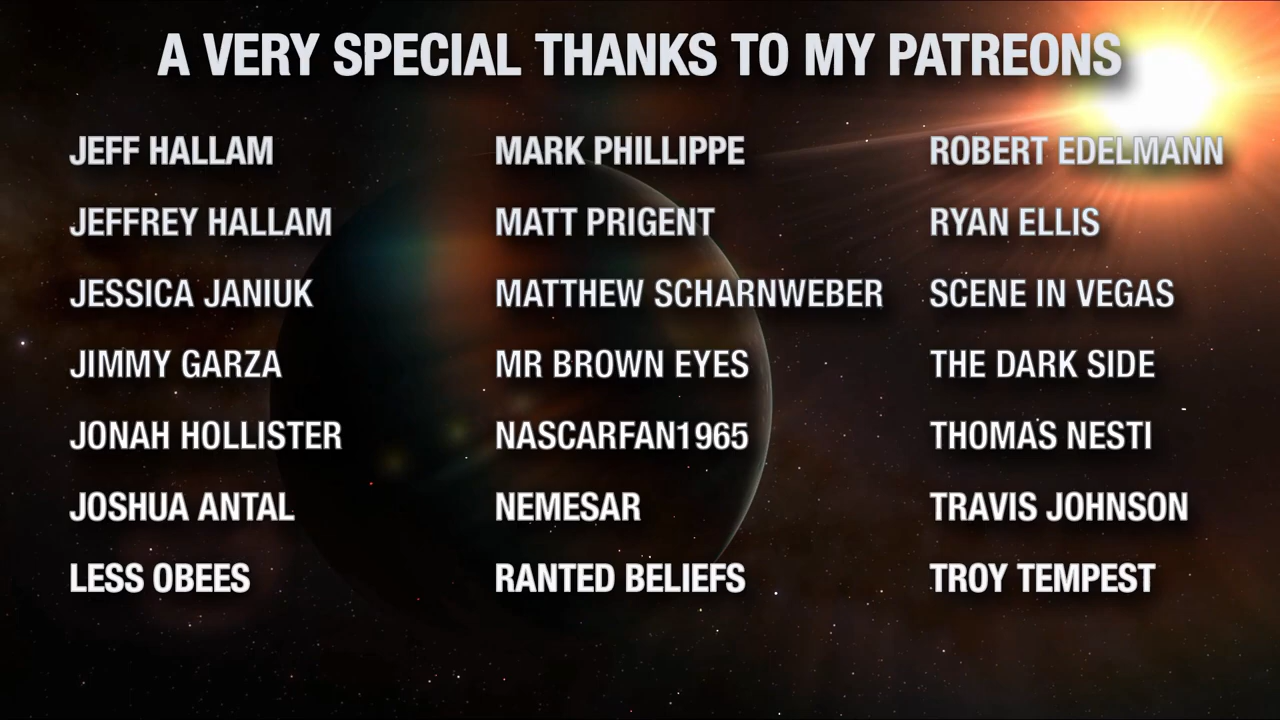 A VERY SPECIAL THANKS TO MY PATREONS
JEFF HALLAM
JEFFREY HALLAM
JESSICA JANIUK
JIMMY GARZA
JONAH HOLLISTER
JOSHUA ANTAL
LESS OBEES
MARK PHILLIPPE
MATT PRIGENT
MATTHEW SCHARNWEBER
MR BROWN EYES
NASCARFAN1965
NEMESAR
RANTED BELIEFS
ROBERT EDELMANN
RYAN ELLIS
SCENE IN VEGAS
THE DARK SIDE
THOMAS NESTI
TRAVIS JOHNSON
TROY TEMPEST